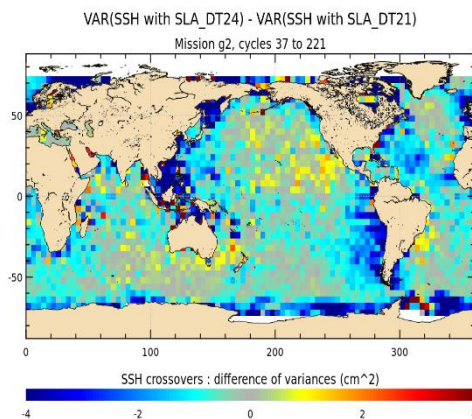 VAR(SSH with SLA_DT24) - VAR(SSH with SLA_DT21)
Mission g2, cycles 37 to 221
50
0
-50
0 100 200 300
SSH crossovers : difference of variances (cm^2)
-4 -2 0 2